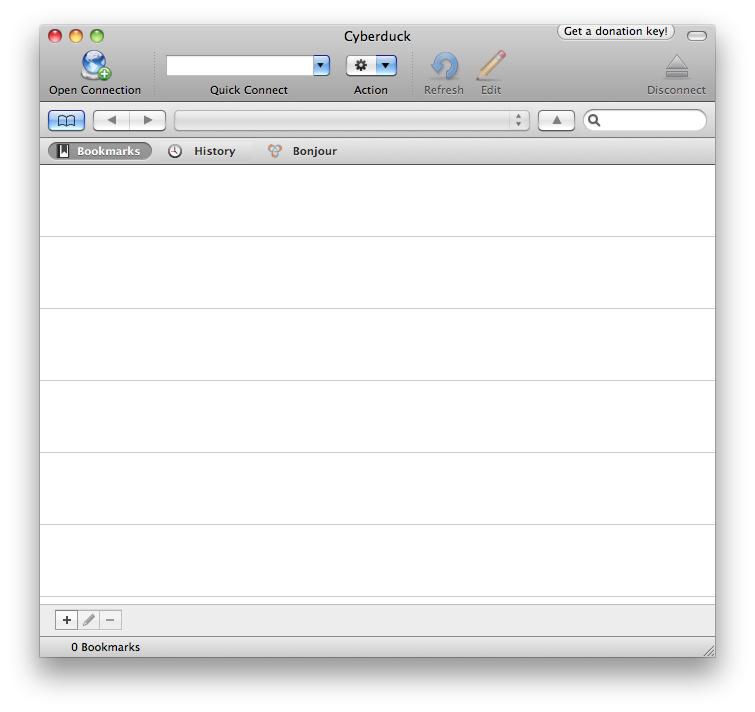 Cyberduck
Get a donation key!
Open Connection
Quick Connect
Action
Refresh
Edit
Disconnect
Bookmarks
History
Bonjour
0 Bookmarks